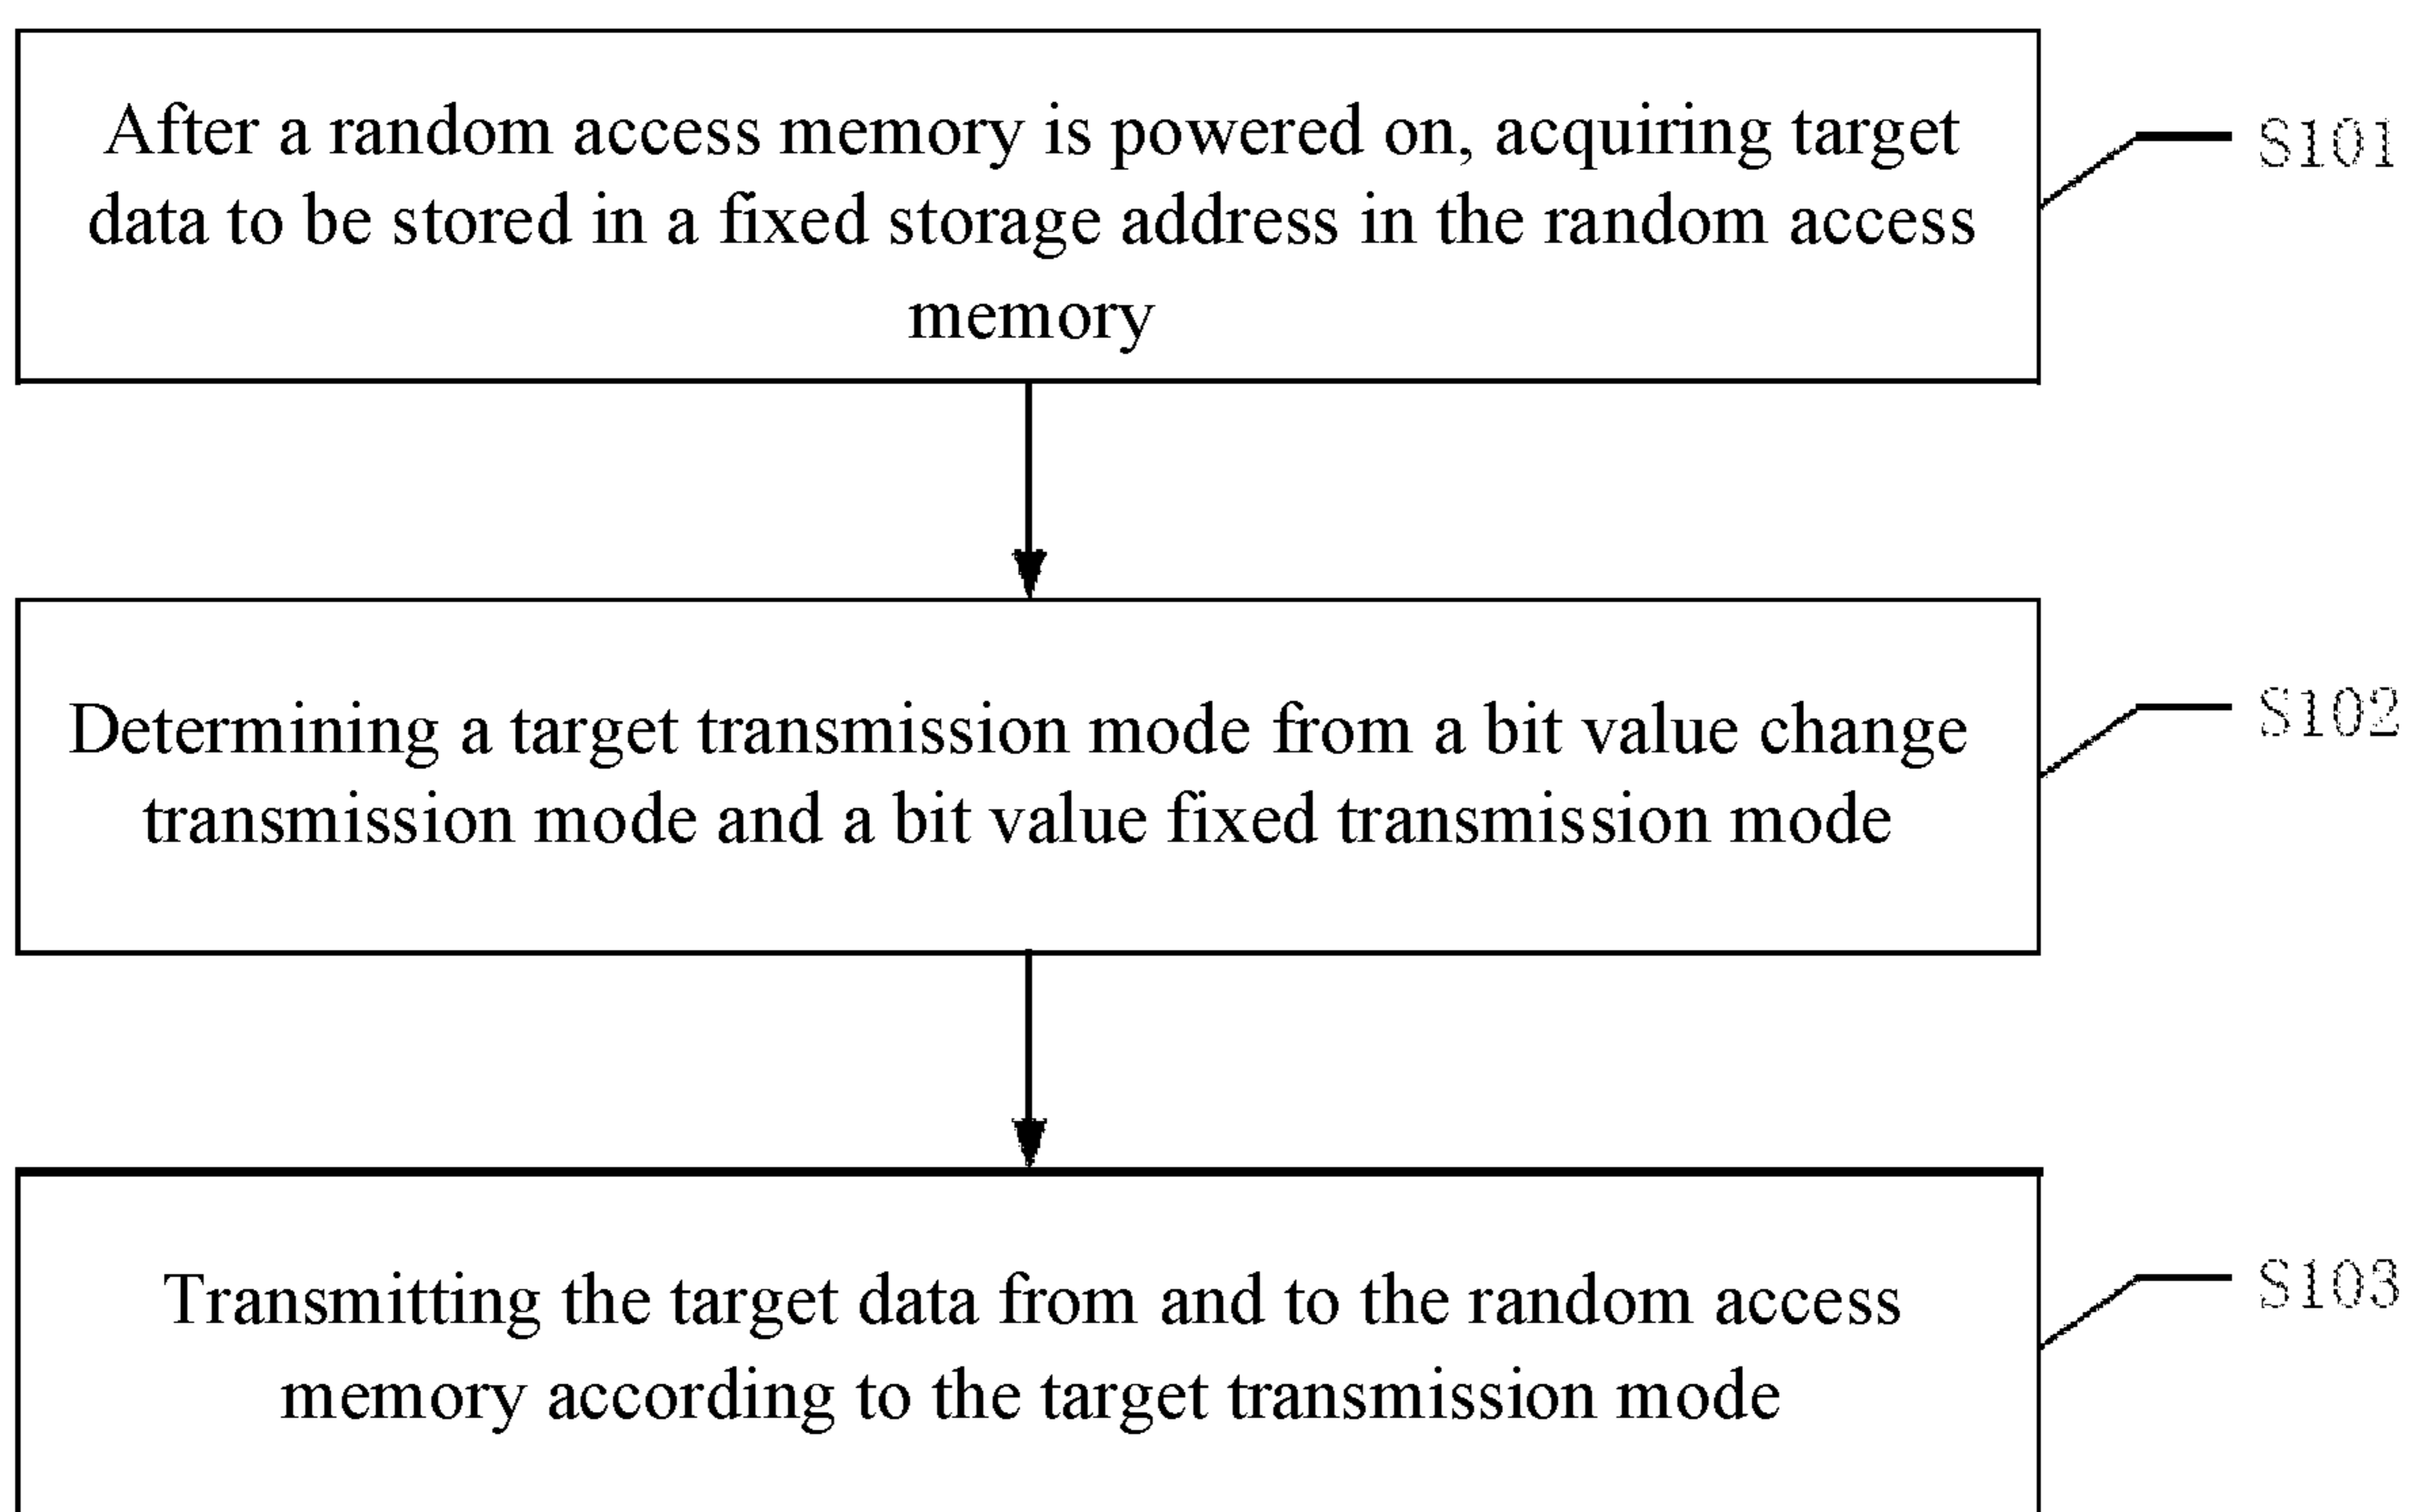 After a random access memory is powered on, acquiring target
data to be stored in a fixed storage address in the random access
memory
S101
Determining a target transmission mode from a bit value change
transmission mode and a bit value fixed transmission mode
S102
Transmitting the target data from and to the random access
memory according to the target transmission mode
S103